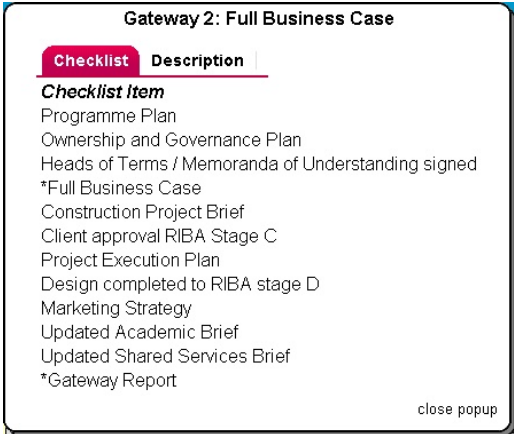 Gateway 2: Full Business Case
Checklist Description
Checklist Item
Programme Plan
Ownership and Governance Plan
Heads of Terms / Memoranda of Understanding signed
*Full Business Case
Construction Project Brief
Client approval RIBA Stage C
Project Execution Plan
Design completed to RIBA stage D
Marketing Strategy
Updated Academic Brief
Updated Shared Services Brief
*Gateway Report
close popup